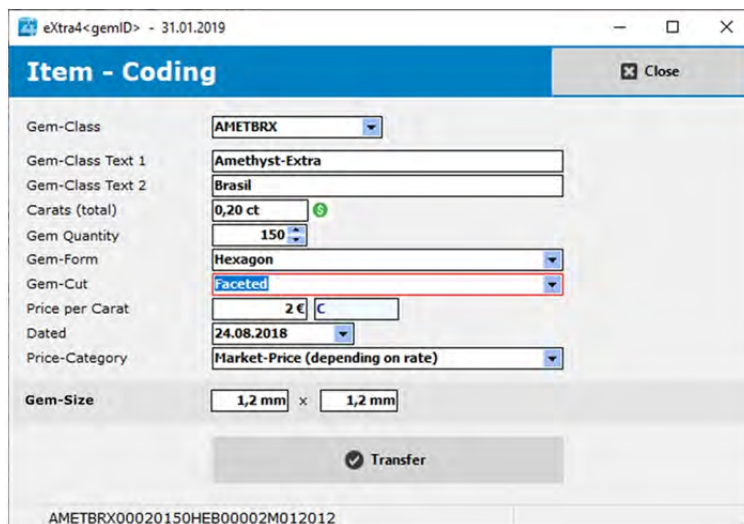 eXtra4<gemID> - 31.01.2019
Item - Coding
Close
Gem-Class AMETBRX
Gem-Class Text 1 Amethyst-Extra
Gem-Class Text 2 Brasil
Carats (total) 0,20 ct
Gem Quantity 150
Gem-Form Hexagon
Gem-Cut Faceted
Price per Carat 2 € C
Dated 24.08.2018
Price-Category Market-Price (depending on rate)
Gem-Size 1,2 mm x 1,2 mm
Transfer
AMETBRX00020150HEB00002M012012